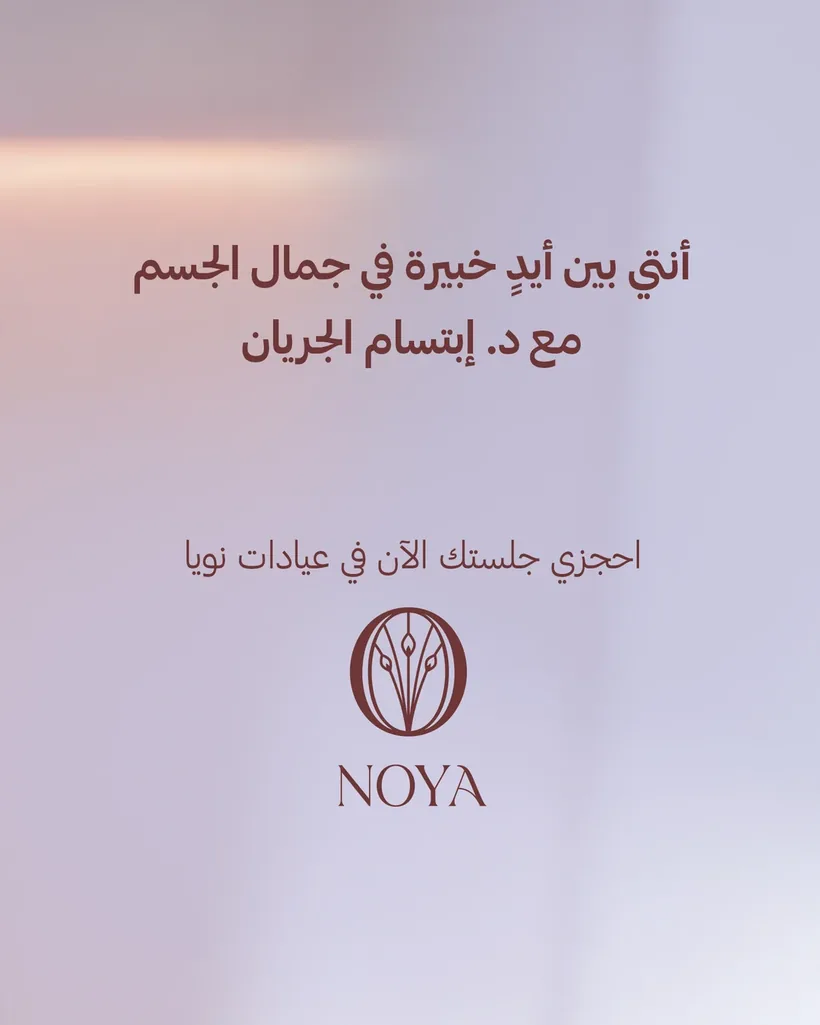 أنتي بين أيدٍ خبيرة في جمال الجسم
مع د. إبتسام الجريان
احجزي جلستك الآن في عيادات نويا
NOYA